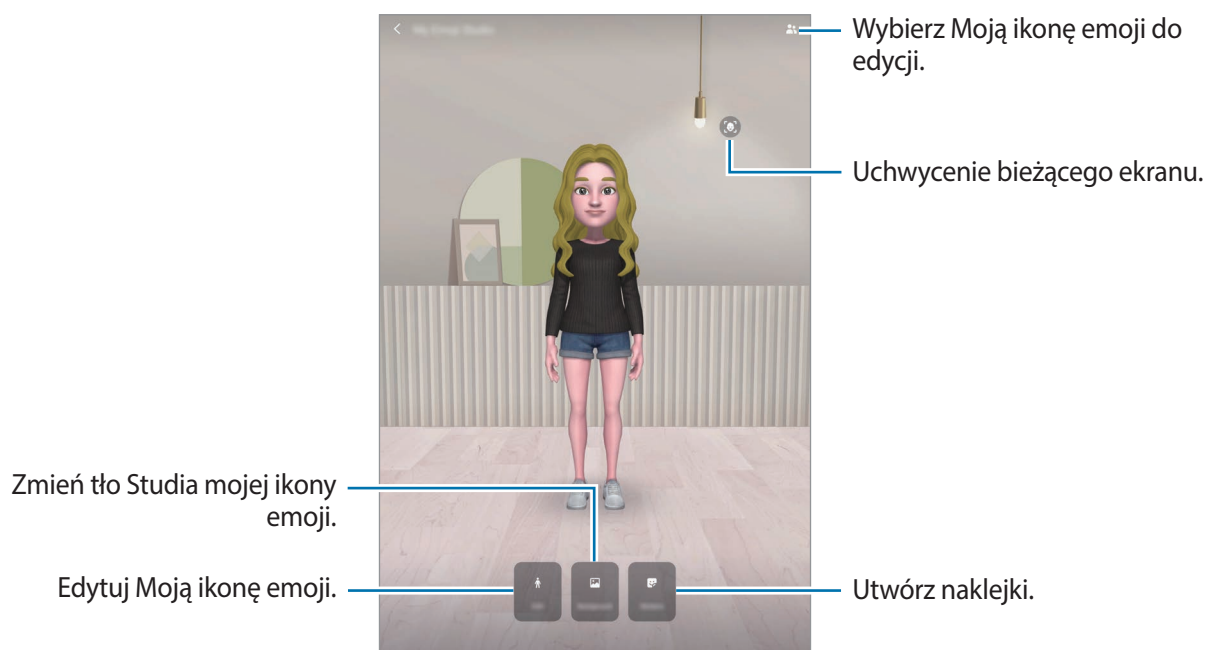 Wybierz Moją ikonę emoji do
edycji.
Uchwycenie bieżącego ekranu.
Zmień tło Studia mojej ikony
emoji.
Edytuj Moją ikonę emoji.
Utwórz naklejki.